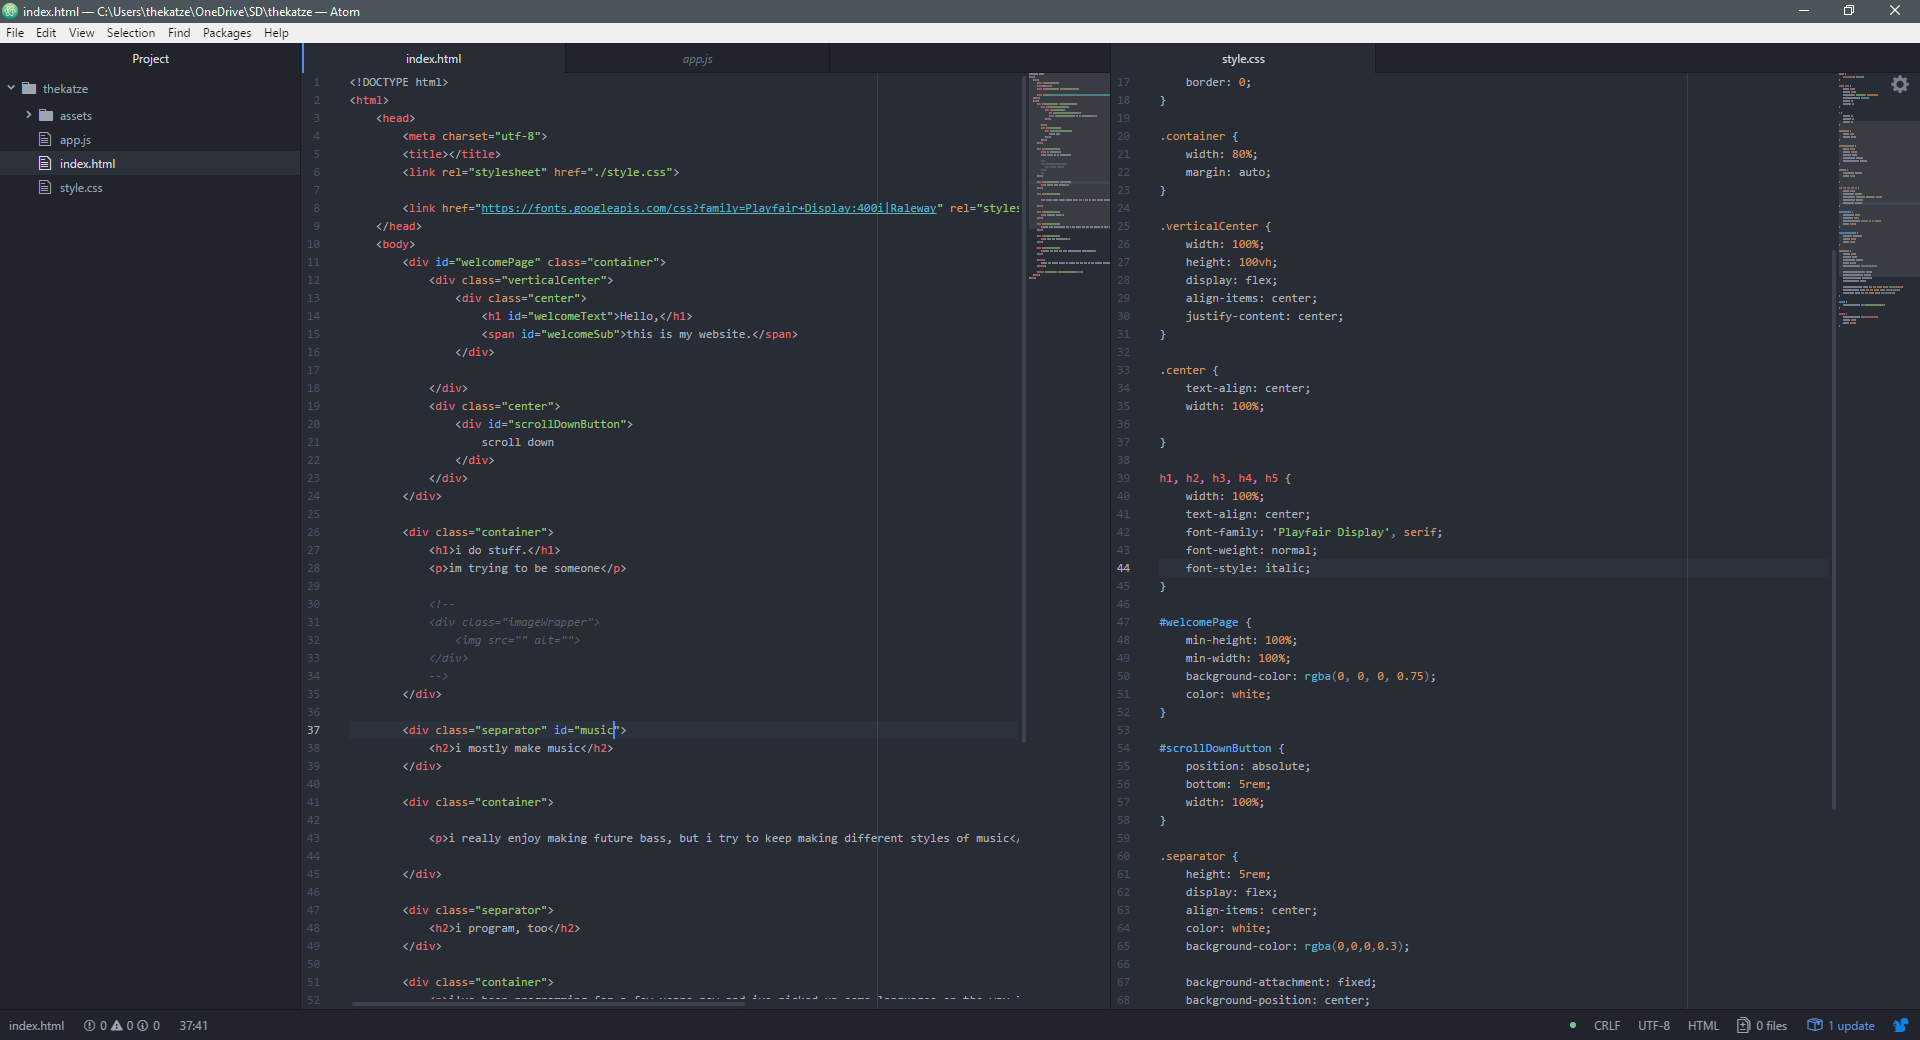 index.html — C:\Users\thekatze\OneDrive\SD\thekatze — Atom
File Edit View Selection Find Packages Help
Project
thekatze
assets
app.js
index.html
style.css
index.html app.js
1 <!DOCTYPE html>
2 <html>
3 <head>
4 <meta charset="utf-8">
5 <title></title>
6 <link rel="stylesheet" href="./style.css">
7
8 <link href="https://fonts.googleapis.com/css?family=Playfair+Display:400i|Raleway" rel="styles
9 </head>
10 <body>
11 <div id="welcomePage" class="container">
12 <div class="verticalCenter">
13 <div class="center">
14 <h1 id="welcomeText">Hello,</h1>
15 <span id="welcomeSub">this is my website.</span>
16 </div>
17
18 </div>
19 <div class="center">
20 <div id="scrollDownButton">
21 scroll down
22 </div>
23 </div>
24 </div>
25
26 <div class="container">
27 <h1>i do stuff.</h1>
28 <p>im trying to be someone</p>
29
30 <!--
31 <div class="imageWrapper">
32 <img src="" alt="">
33 </div>
34 -->
35 </div>
36
37 <div class="separator" id="music">
38 <h2>i mostly make music</h2>
39 </div>
40
41 <div class="container">
42
43 <p>i really enjoy making future bass, but i try to keep making different styles of music</
44
45 </div>
46
47 <div class="separator">
48 <h2>i program, too</h2>
49 </div>
50
51 <div class="container">
52
style.css
17 border: 0;
18 }
19
20 .container {
21 width: 80%;
22 margin: auto;
23 }
24
25 .verticalCenter {
26 width: 100%;
27 height: 100vh;
28 display: flex;
29 align-items: center;
30 justify-content: center;
31 }
32
33 .center {
34 text-align: center;
35 width: 100%;
36
37 }
38
39 h1, h2, h3, h4, h5 {
40 width: 100%;
41 text-align: center;
42 font-family: 'Playfair Display', serif;
43 font-weight: normal;
44 font-style: italic;
45 }
46
47 #welcomePage {
48 min-height: 100%;
49 min-width: 100%;
50 background-color: rgba(0, 0, 0, 0.75);
51 color: white;
52 }
53
54 #scrollDownButton {
55 position: absolute;
56 bottom: 5rem;
57 width: 100%;
58 }
59
60 .separator {
61 height: 5rem;
62 display: flex;
63 align-items: center;
64 color: white;
65 background-color: rgba(0,0,0,0.3);
66
67 background-attachment: fixed;
68 background-position: center;
index.html 0 0 0 37:41 CRLF UTF-8 HTML 0 files 1 update